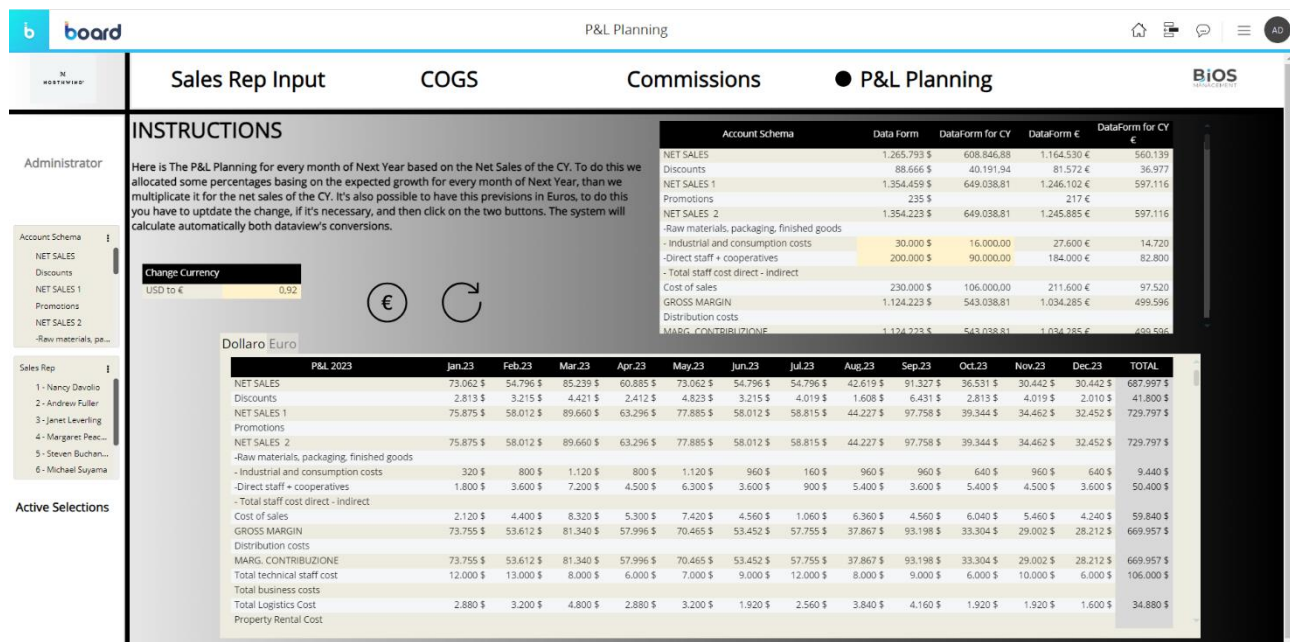 b board
P&L Planning
AD
N
NORTHWIND
Sales Rep Input
COGS
Commissions
P&L Planning
BiOS
MANAGEMENT
Administrator
Account Schema
NET SALES
Discounts
NET SALES 1
Promotions
NET SALES 2
-Raw materials, pa...
Sales Rep
1 - Nancy Davolio
2 - Andrew Fuller
3 - Janet Leverling
4 - Margaret Peac...
5 - Steven Buchan...
6 - Michael Suyama
Active Selections
INSTRUCTIONS
Here is The P&L Planning for every month of Next Year based on the Net Sales of the CY. To do this we
allocated some percentages basing on the expected growth for every month of Next Year, than we
multiplicate it for the net sales of the CY. It's also possible to have this previsions in Euros, to do this
you have to uptdate the change, if it's necessary, and then click on the two buttons. The system will
calculate automatically both dataview's conversions.
Change Currency
USD to € 0,92
€
Account Schema Data Form DataForm for CY DataForm € DataForm for CY €
NET SALES 1.265.793 $ 608.846,88 1.164.530 € 560.139
Discounts 88.666 $ 40.191,94 81.572 € 36.977
NET SALES 1 1.354.459 $ 649.038,81 1.246.102 € 597.116
Promotions 235 $ 217 €
NET SALES 2 1.354.223 $ 649.038,81 1.245.885 € 597.116
-Raw materials, packaging, finished goods
- Industrial and consumption costs 30.000 $ 16.000,00 27.600 € 14.720
-Direct staff + cooperatives 200.000 $ 90.000,00 184.000 € 82.800
- Total staff cost direct - indirect
Cost of sales 230.000 $ 106.000,00 211.600 € 97.520
GROSS MARGIN 1.124.223 $ 543.038,81 1.034.285 € 499.596
Distribution costs
MARG. CONTRIBUZIONE 1.124.223 $ 543.038,81 1.034.285 € 499.596
Dollaro Euro
P&L 2023 Jan.23 Feb.23 Mar.23 Apr.23 May.23 Jun.23 Jul.23 Aug.23 Sep.23 Oct.23 Nov.23 Dec.23 TOTAL
NET SALES 73.062 $ 54.796 $ 85.239 $ 60.885 $ 73.062 $ 54.796 $ 54.796 $ 42.619 $ 91.327 $ 36.531 $ 30.442 $ 30.442 $ 687.997 $
Discounts 2.813 $ 3.215 $ 4.421 $ 2.412 $ 4.823 $ 3.215 $ 4.019 $ 1.608 $ 6.431 $ 2.813 $ 4.019 $ 2.010 $ 41.800 $
NET SALES 1 75.875 $ 58.012 $ 89.660 $ 63.296 $ 77.885 $ 58.012 $ 58.815 $ 44.227 $ 97.758 $ 39.344 $ 34.462 $ 32.452 $ 729.797 $
Promotions
NET SALES 2 75.875 $ 58.012 $ 89.660 $ 63.296 $ 77.885 $ 58.012 $ 58.815 $ 44.227 $ 97.758 $ 39.344 $ 34.462 $ 32.452 $ 729.797 $
-Raw materials, packaging, finished goods
- Industrial and consumption costs 320 $ 800 $ 1.120 $ 800 $ 1.120 $ 960 $ 160 $ 960 $ 960 $ 640 $ 960 $ 640 $ 9.440 $
-Direct staff + cooperatives 1.800 $ 3.600 $ 7.200 $ 4.500 $ 6.300 $ 3.600 $ 900 $ 5.400 $ 3.600 $ 5.400 $ 4.500 $ 3.600 $ 50.400 $
- Total staff cost direct - indirect
Cost of sales 2.120 $ 4.400 $ 8.320 $ 5.300 $ 7.420 $ 4.560 $ 1.060 $ 6.360 $ 4.560 $ 6.040 $ 5.460 $ 4.240 $ 59.840 $
GROSS MARGIN 73.755 $ 53.612 $ 81.340 $ 57.996 $ 70.465 $ 53.452 $ 57.755 $ 37.867 $ 93.198 $ 33.304 $ 29.002 $ 28.212 $ 669.957 $
Distribution costs
MARG. CONTRIBUZIONE 73.755 $ 53.612 $ 81.340 $ 57.996 $ 70.465 $ 53.452 $ 57.755 $ 37.867 $ 93.198 $ 33.304 $ 29.002 $ 28.212 $ 669.957 $
Total technical staff cost 12.000 $ 13.000 $ 8.000 $ 6.000 $ 7.000 $ 9.000 $ 12.000 $ 8.000 $ 9.000 $ 6.000 $ 10.000 $ 6.000 $ 106.000 $
Total business costs
Total Logistics Cost 2.880 $ 3.200 $ 4.800 $ 2.880 $ 3.200 $ 1.920 $ 2.560 $ 3.840 $ 4.160 $ 1.920 $ 1.920 $ 1.600 $ 34.880 $
Property Rental Cost